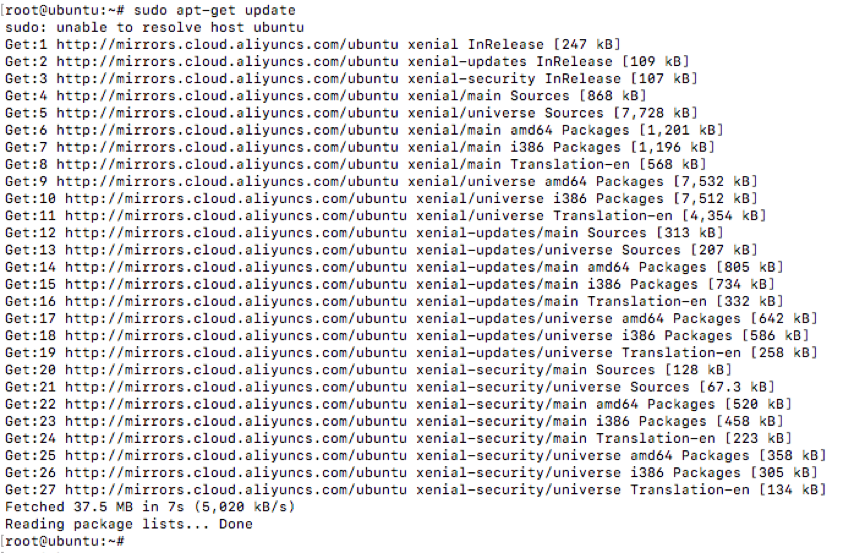 [root@ubuntu:~# sudo apt-get update
sudo: unable to resolve host ubuntu
Get:1 http://mirrors.cloud.aliyuncs.com/ubuntu xenial InRelease [247 kB]
Get:2 http://mirrors.cloud.aliyuncs.com/ubuntu xenial-updates InRelease [109 kB]
Get:3 http://mirrors.cloud.aliyuncs.com/ubuntu xenial-security InRelease [107 kB]
Get:4 http://mirrors.cloud.aliyuncs.com/ubuntu xenial/main Sources [868 kB]
Get:5 http://mirrors.cloud.aliyuncs.com/ubuntu xenial/universe Sources [7,728 kB]
Get:6 http://mirrors.cloud.aliyuncs.com/ubuntu xenial/main amd64 Packages [1,201 kB]
Get:7 http://mirrors.cloud.aliyuncs.com/ubuntu xenial/main i386 Packages [1,196 kB]
Get:8 http://mirrors.cloud.aliyuncs.com/ubuntu xenial/main Translation-en [568 kB]
Get:9 http://mirrors.cloud.aliyuncs.com/ubuntu xenial/universe amd64 Packages [7,532 kB]
Get:10 http://mirrors.cloud.aliyuncs.com/ubuntu xenial/universe i386 Packages [7,512 kB]
Get:11 http://mirrors.cloud.aliyuncs.com/ubuntu xenial/universe Translation-en [4,354 kB]
Get:12 http://mirrors.cloud.aliyuncs.com/ubuntu xenial-updates/main Sources [313 kB]
Get:13 http://mirrors.cloud.aliyuncs.com/ubuntu xenial-updates/universe Sources [207 kB]
Get:14 http://mirrors.cloud.aliyuncs.com/ubuntu xenial-updates/main amd64 Packages [805 kB]
Get:15 http://mirrors.cloud.aliyuncs.com/ubuntu xenial-updates/main i386 Packages [734 kB]
Get:16 http://mirrors.cloud.aliyuncs.com/ubuntu xenial-updates/main Translation-en [332 kB]
Get:17 http://mirrors.cloud.aliyuncs.com/ubuntu xenial-updates/universe amd64 Packages [642 kB]
Get:18 http://mirrors.cloud.aliyuncs.com/ubuntu xenial-updates/universe i386 Packages [586 kB]
Get:19 http://mirrors.cloud.aliyuncs.com/ubuntu xenial-updates/universe Translation-en [258 kB]
Get:20 http://mirrors.cloud.aliyuncs.com/ubuntu xenial-security/main Sources [128 kB]
Get:21 http://mirrors.cloud.aliyuncs.com/ubuntu xenial-security/universe Sources [67.3 kB]
Get:22 http://mirrors.cloud.aliyuncs.com/ubuntu xenial-security/main amd64 Packages [520 kB]
Get:23 http://mirrors.cloud.aliyuncs.com/ubuntu xenial-security/main i386 Packages [458 kB]
Get:24 http://mirrors.cloud.aliyuncs.com/ubuntu xenial-security/main Translation-en [223 kB]
Get:25 http://mirrors.cloud.aliyuncs.com/ubuntu xenial-security/universe amd64 Packages [358 kB]
Get:26 http://mirrors.cloud.aliyuncs.com/ubuntu xenial-security/universe i386 Packages [305 kB]
Get:27 http://mirrors.cloud.aliyuncs.com/ubuntu xenial-security/universe Translation-en [134 kB]
Fetched 37.5 MB in 7s (5,020 kB/s)
Reading package lists... Done
[root@ubuntu:~#